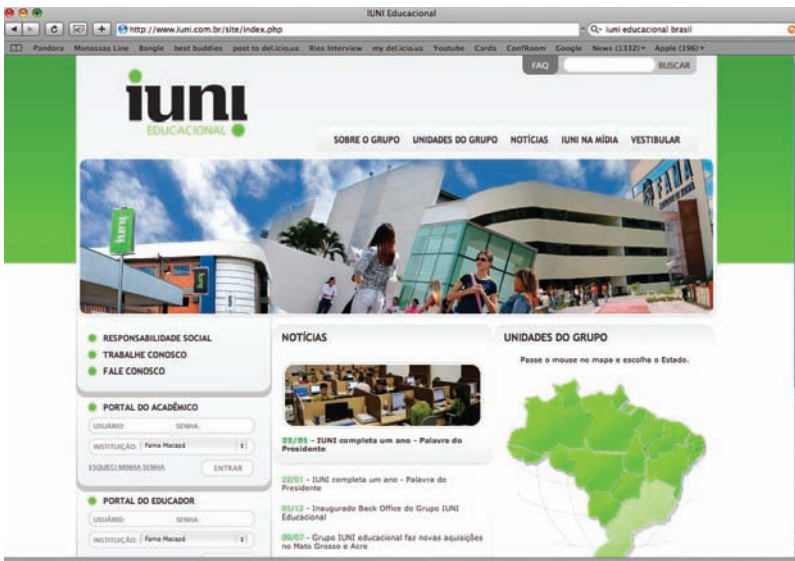 IUNI Educacional
http://www.iuni.com.br/site/index.php
iuni educacional brasil
Pandora Manassas Line Bangle best buddies post to del.icio.us Ries Interview my del.icio.us Youtube Cards ConfRoom Google News (1332) Apple (196)
FAQ BUSCAR
iuni
EDUCACIONAL
SOBRE O GRUPO UNIDADES DO GRUPO NOTÍCIAS IUNI NA MÍDIA VESTIBULAR
FAMA
iuni
RESPONSABILIDADE SOCIAL
TRABALHE CONOSCO
FALE CONOSCO
PORTAL DO ACADÊMICO
USUÁRIO: SENHA:
INSTITUIÇÃO: Fama Macapá
ESQUECI MINHA SENHA ENTRAR
PORTAL DO EDUCADOR
USUÁRIO: SENHA:
INSTITUIÇÃO: Fama Macapá
NOTÍCIAS
22/01 - IUNI completa um ano - Palavra do
Presidente
22/01 - IUNI completa um ano - Palavra do
Presidente
01/12 - Inaugurado Back Office do Grupo IUNI
Educacional
09/07 - Grupo IUNI educacional faz novas aquisições
no Mato Grosso e Acre
UNIDADES DO GRUPO
Passe o mouse no mapa e escolha o Estado.